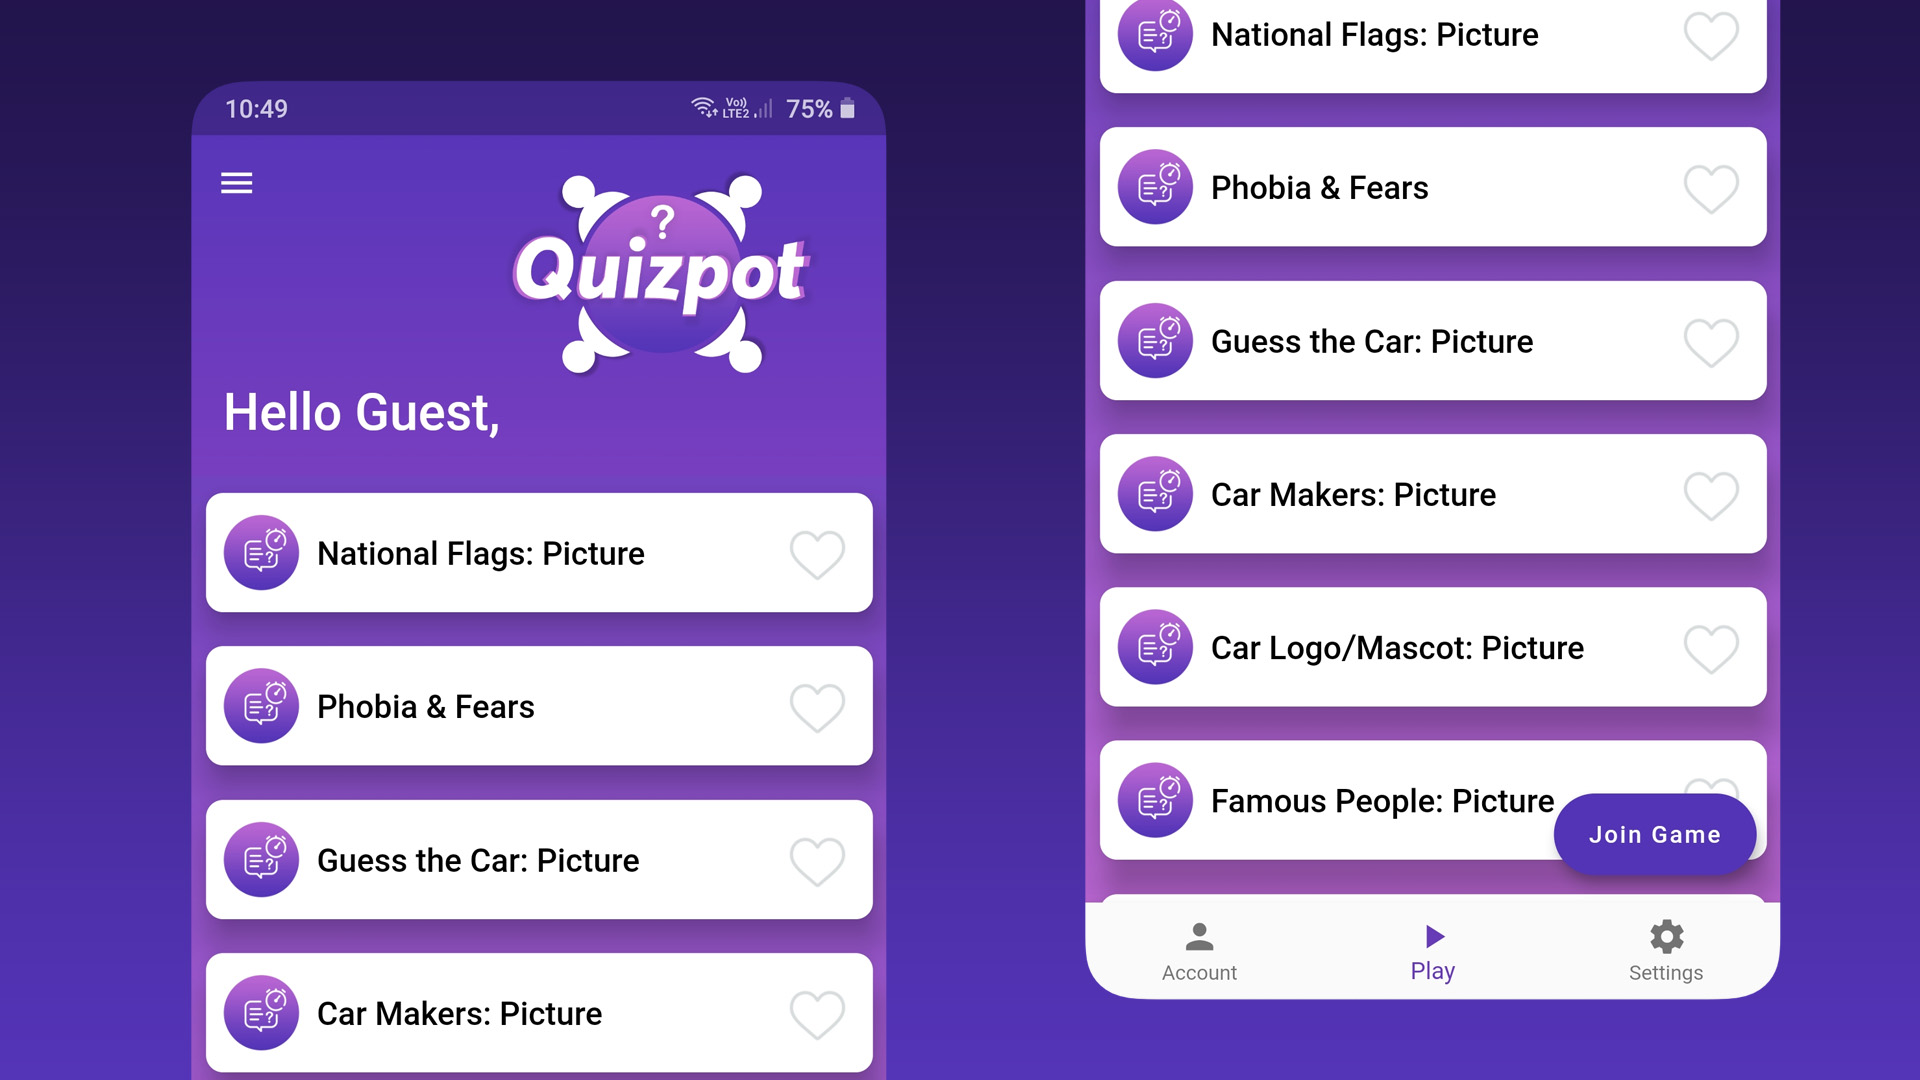 10:49
Vo))
LTE2
75%
?
Quizpot
Hello Guest,
National Flags: Picture
Phobia & Fears
Guess the Car: Picture
Car Makers: Picture
National Flags: Picture
Phobia & Fears
Guess the Car: Picture
Car Makers: Picture
Car Logo/Mascot: Picture
Famous People: Picture
Join Game
Account
Play
Settings